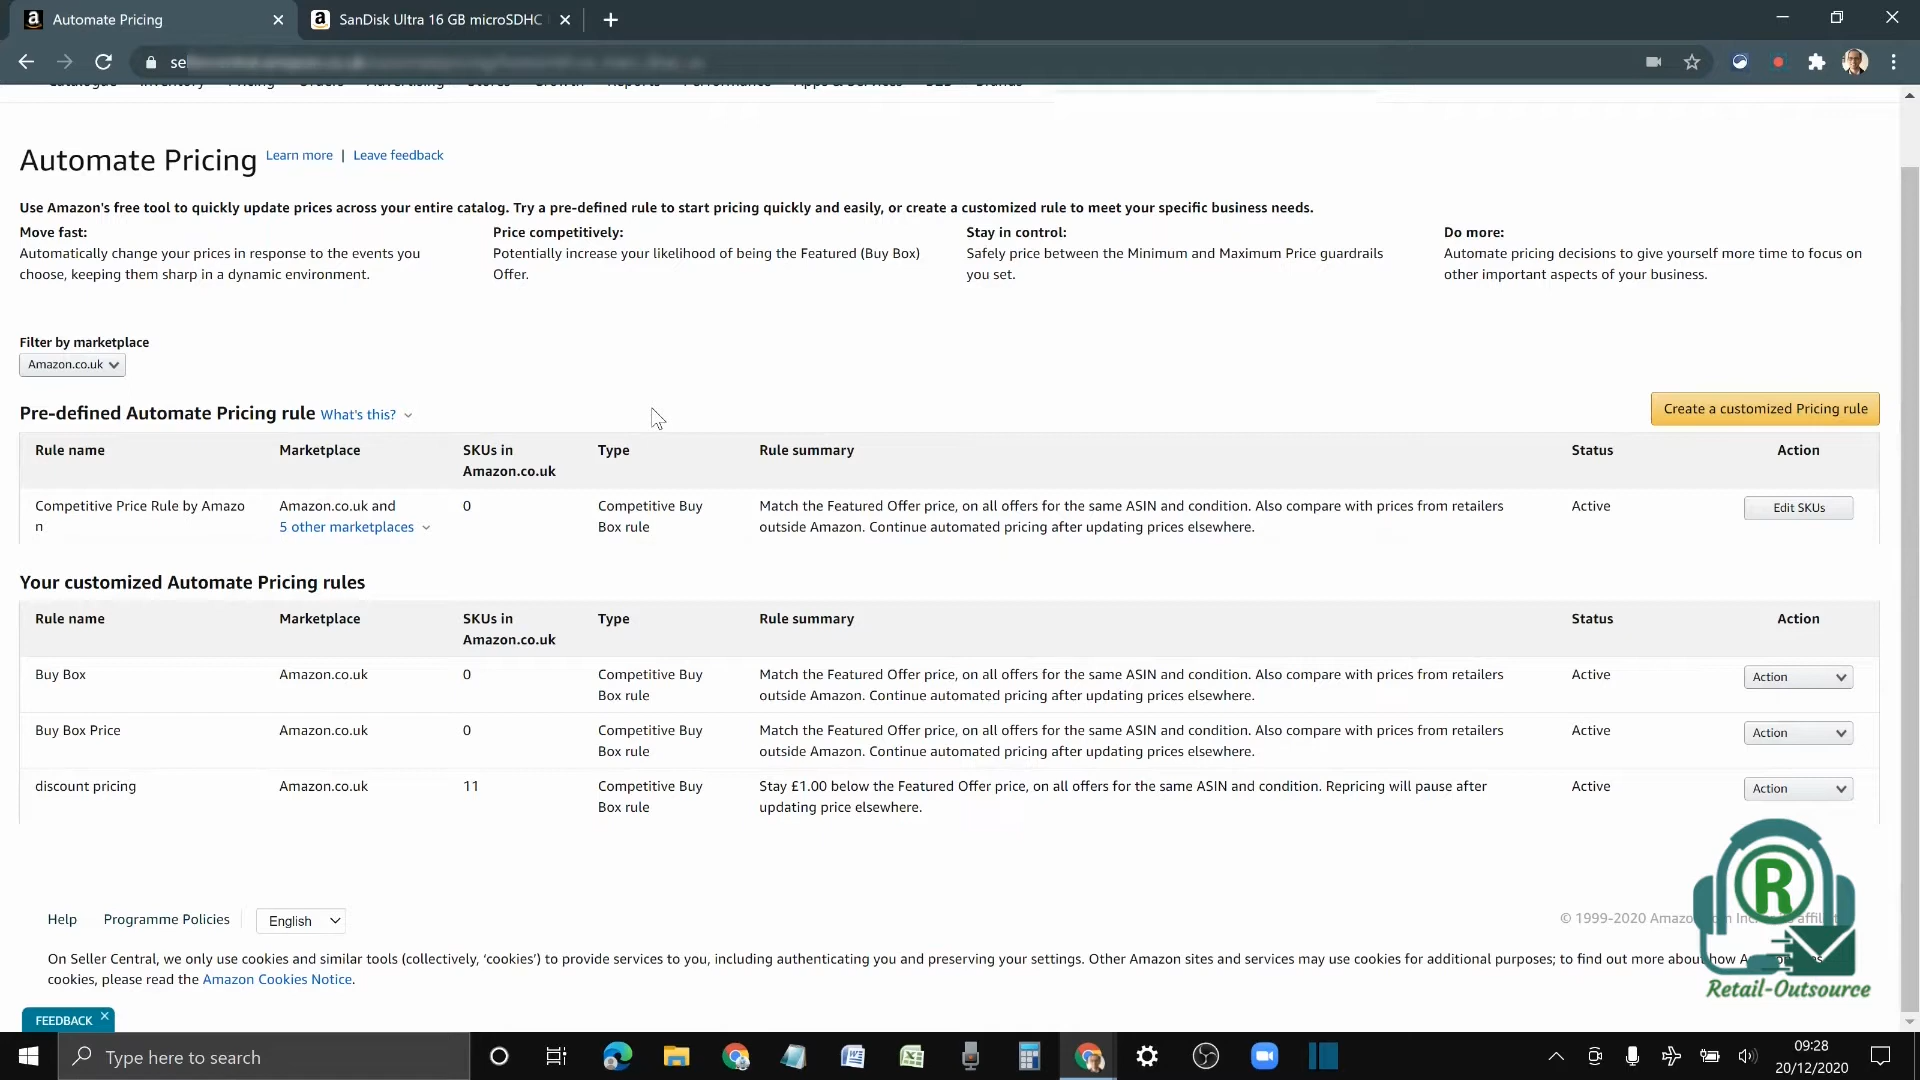 Automate Pricing
SanDisk Ultra 16 GB microSDHC
se
Catalogue Inventory Pricing Orders Advertising Stores Growth Reports Performance Apps & Services B2B Brands
Automate Pricing Learn more | Leave feedback
Use Amazon's free tool to quickly update prices across your entire catalog. Try a pre-defined rule to start pricing quickly and easily, or create a customized rule to meet your specific business needs.
Move fast:
Automatically change your prices in response to the events you
choose, keeping them sharp in a dynamic environment.
Price competitively:
Potentially increase your likelihood of being the Featured (Buy Box)
Offer.
Stay in control:
Safely price between the Minimum and Maximum Price guardrails
you set.
Do more:
Automate pricing decisions to give yourself more time to focus on
other important aspects of your business.
Filter by marketplace
Amazon.co.uk
Pre-defined Automate Pricing rule What's this?
Create a customized Pricing rule
Rule name Marketplace SKUs in Type Rule summary Status Action
Amazon.co.uk
Competitive Price Rule by Amazo Amazon.co.uk and 0 Competitive Buy Match the Featured Offer price, on all offers for the same ASIN and condition. Also compare with prices from retailers Active Edit SKUs
n 5 other marketplaces Box rule outside Amazon. Continue automated pricing after updating prices elsewhere.
Your customized Automate Pricing rules
Rule name Marketplace SKUs in Type Rule summary Status Action
Amazon.co.uk
Buy Box Amazon.co.uk 0 Competitive Buy Match the Featured Offer price, on all offers for the same ASIN and condition. Also compare with prices from retailers Active Action
Box rule outside Amazon. Continue automated pricing after updating prices elsewhere.
Buy Box Price Amazon.co.uk 0 Competitive Buy Match the Featured Offer price, on all offers for the same ASIN and condition. Also compare with prices from retailers Active Action
Box rule outside Amazon. Continue automated pricing after updating prices elsewhere.
discount pricing Amazon.co.uk 11 Competitive Buy Stay £1.00 below the Featured Offer price, on all offers for the same ASIN and condition. Repricing will pause after Active Action
Box rule updating price elsewhere.
Help Programme Policies English
© 1999-2020
On Seller Central, we only use cookies and similar tools (collectively, ‘cookies’) to provide services to you, including authenticating you and preserving your settings. Other Amazon sites and services may use cookies for additional purposes; to find out more about how
cookies, please read the Amazon Cookies Notice.
R
Retail-Outsource
FEEDBACK
Type here to search
09:28
20/12/2020